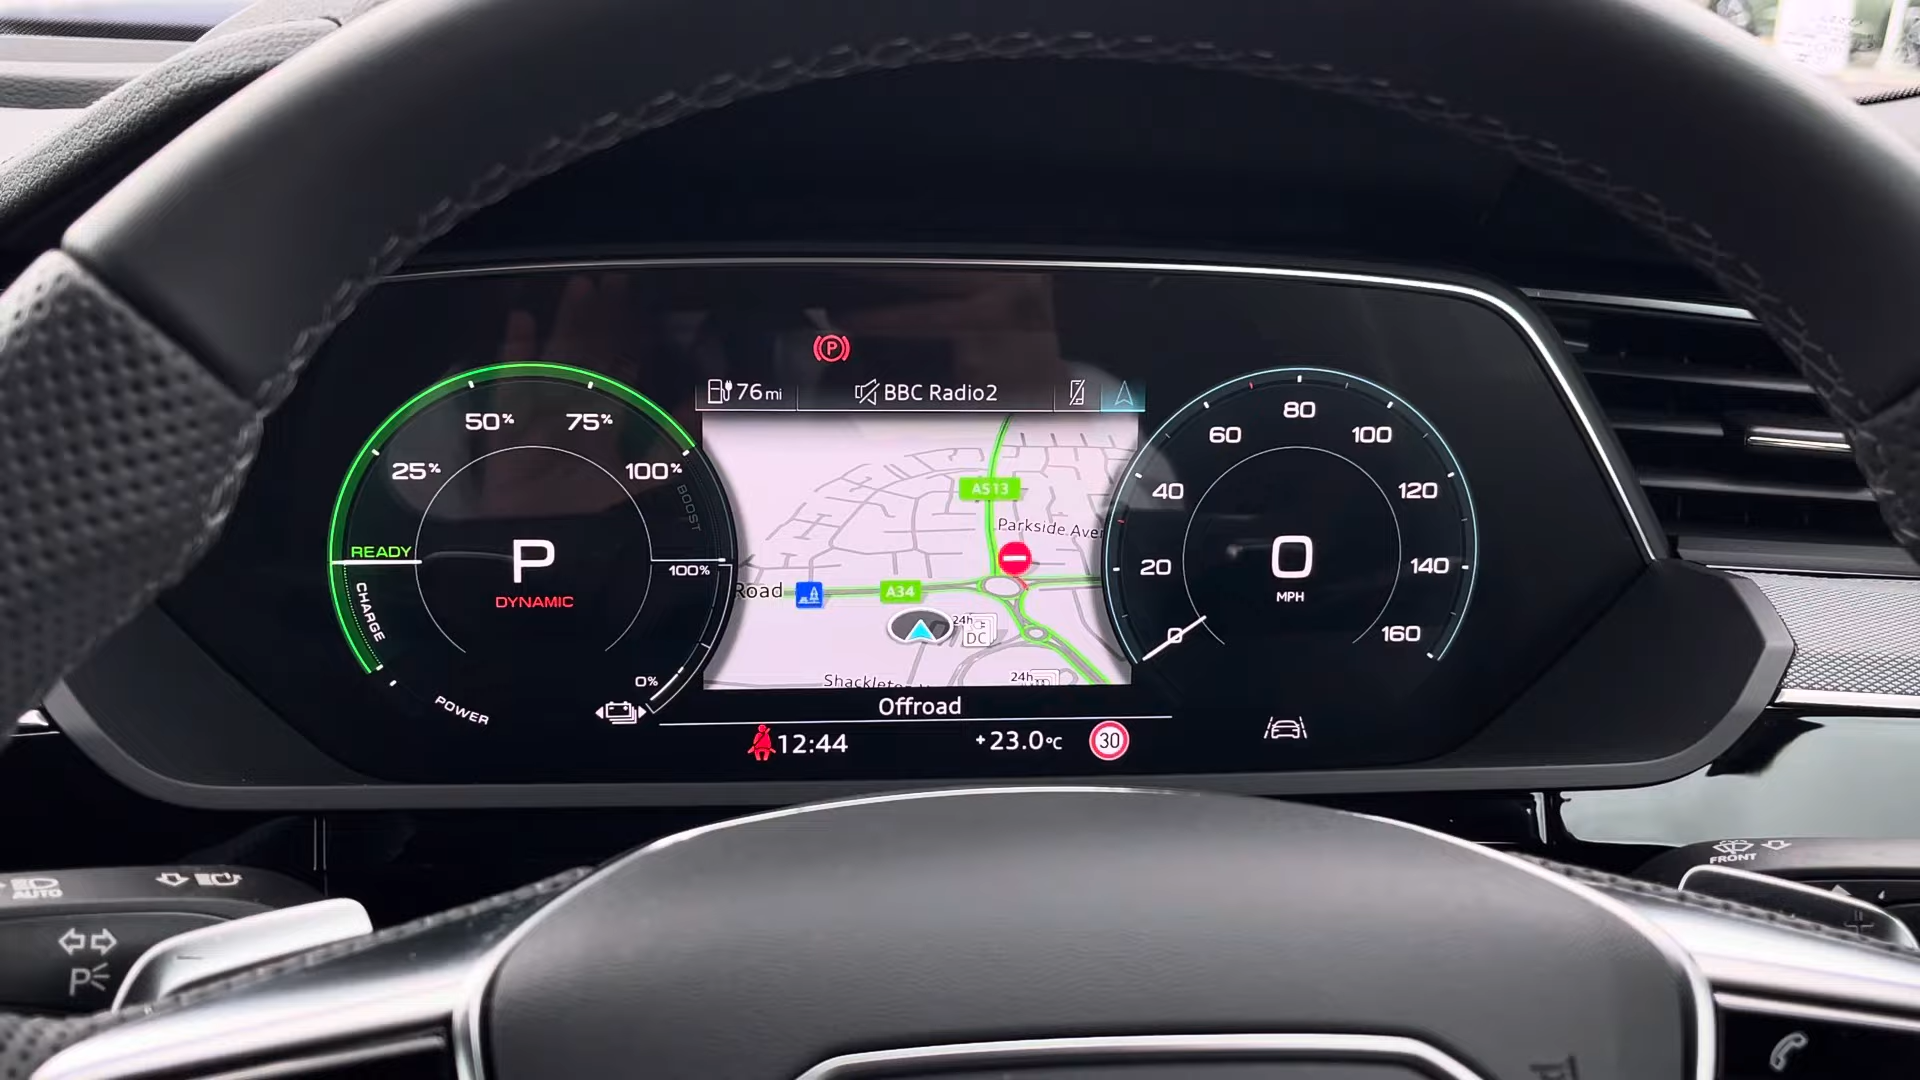 P
76mi
BBC Radio2
50%
75%
25%
100%
BOOST
READY
P
DYNAMIC
CHARGE
100%
0%
POWER
A513
Parkside Aven
Road
A34
24h
DC
24h
Offroad
12:44
+23.0°C
30
80
60
100
40
120
20
140
0
160
0
MPH
AUTO
P
FRONT